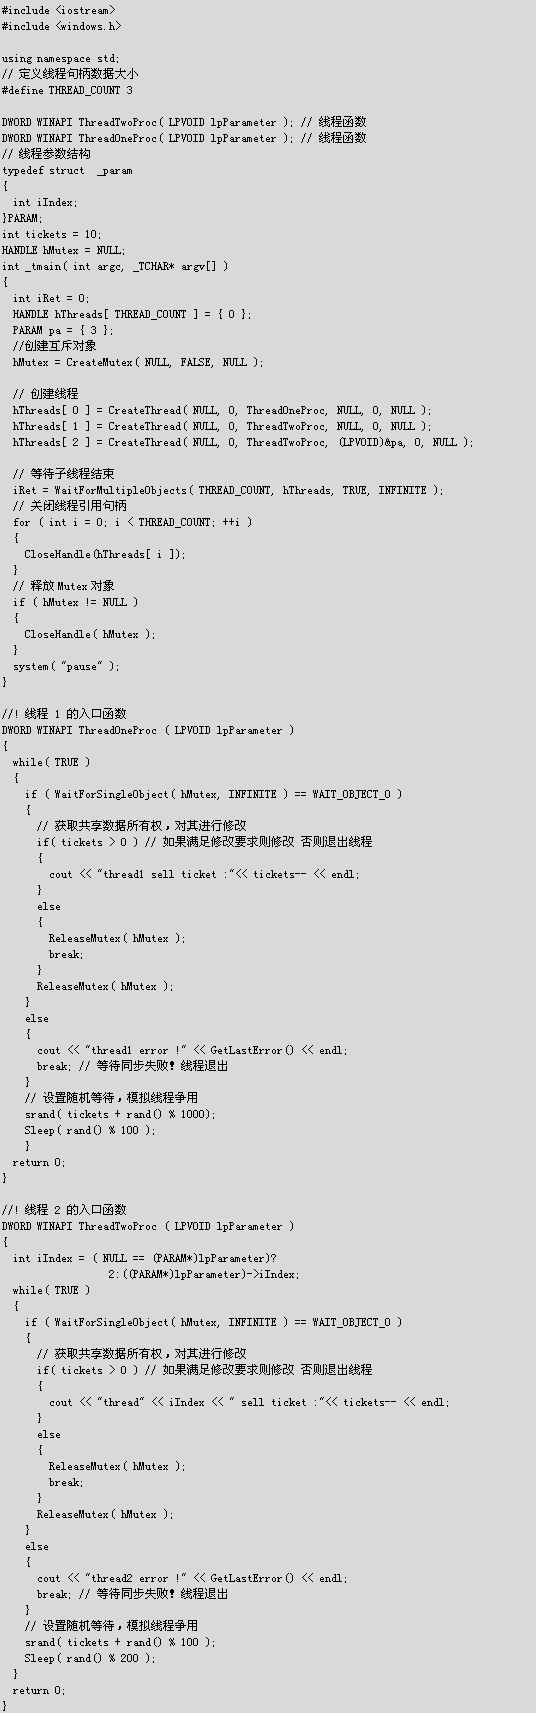 #include <iostream>
#include <windows.h>

using namespace std;
// 定义线程句柄数据大小
#define THREAD_COUNT 3

DWORD WINAPI ThreadTwoProc( LPVOID lpParameter ); // 线程函数
DWORD WINAPI ThreadOneProc( LPVOID lpParameter ); // 线程函数
// 线程参数结构
typedef struct  _param
{
  int iIndex;
}PARAM;
int tickets = 10;
HANDLE hMutex = NULL;
int _tmain( int argc, _TCHAR* argv[] )
{
  int iRet = 0;
  HANDLE hThreads[ THREAD_COUNT ] = { 0 };
  PARAM pa = { 3 };
  //创建互斥对象
  hMutex = CreateMutex( NULL, FALSE, NULL );

  // 创建线程
  hThreads[ 0 ] = CreateThread( NULL, 0, ThreadOneProc, NULL, 0, NULL );
  hThreads[ 1 ] = CreateThread( NULL, 0, ThreadTwoProc, NULL, 0, NULL );
  hThreads[ 2 ] = CreateThread( NULL, 0, ThreadTwoProc, (LPVOID)&pa, 0, NULL );

  // 等待子线程结束
  iRet = WaitForMultipleObjects( THREAD_COUNT, hThreads, TRUE, INFINITE );
  // 关闭线程引用句柄
  for ( int i = 0; i < THREAD_COUNT; ++i )
  {
    CloseHandle(hThreads[ i ]);
  }
  // 释放 Mutex 对象
  if ( hMutex != NULL )
  {
    CloseHandle( hMutex );
  }
  system( "pause" );
}

//! 线程 1 的入口函数
DWORD WINAPI ThreadOneProc ( LPVOID lpParameter )
{
  while( TRUE )
  {
    if ( WaitForSingleObject( hMutex, INFINITE ) == WAIT_OBJECT_0 )
    {
      // 获取共享数据所有权，对其进行修改
      if( tickets > 0 ) // 如果满足修改要求则修改 否则退出线程
      {
        cout << "thread1 sell ticket :"<< tickets-- << endl;
      }
      else
      {
        ReleaseMutex( hMutex );
        break;
      }
      ReleaseMutex( hMutex );
    }
    else
    {
      cout << "thread1 error !" << GetLastError() << endl;
      break; // 等待同步失败！线程退出
    }
    // 设置随机等待，模拟线程争用
    srand( tickets + rand() % 1000);
    Sleep( rand() % 100 );
    }
  return 0;
}

//! 线程 2 的入口函数
DWORD WINAPI ThreadTwoProc ( LPVOID lpParameter )
{
  int iIndex = ( NULL == (PARAM*)lpParameter)?
                  2:((PARAM*)lpParameter)->iIndex;
  while( TRUE )
  {
    if ( WaitForSingleObject( hMutex, INFINITE ) == WAIT_OBJECT_0 )
    {
      // 获取共享数据所有权，对其进行修改
      if( tickets > 0 ) // 如果满足修改要求则修改 否则退出线程
      {
        cout << "thread" << iIndex << " sell ticket :"<< tickets-- << endl;
      }
      else
      {
        ReleaseMutex( hMutex );
        break;
      }
      ReleaseMutex( hMutex );
    }
    else
    {
      cout << "thread2 error !" << GetLastError() << endl;
      break; // 等待同步失败！线程退出
    }
    // 设置随机等待，模拟线程争用
    srand( tickets + rand() % 100 );
    Sleep( rand() % 200 );
  }
  return 0;
}